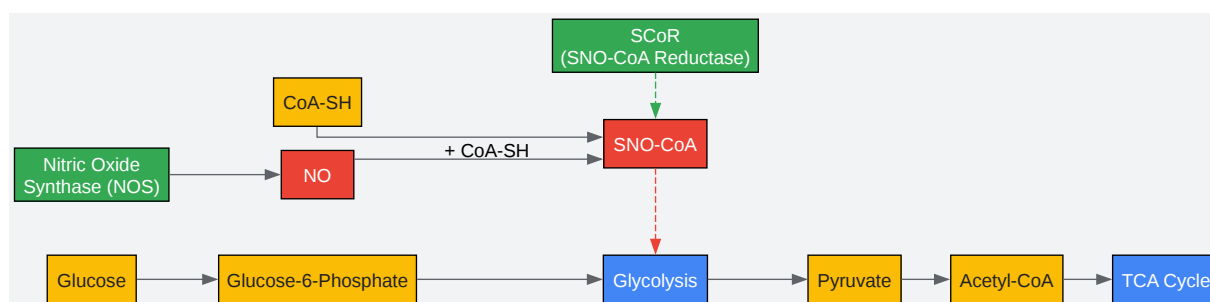 SCoR
(SNO-CoA Reductase)
CoA-SH
+ CoA-SH
SNO-CoA
Nitric Oxide
Synthase (NOS)
NO
Glucose
Glucose-6-Phosphate
Glycolysis
Pyruvate
Acetyl-CoA
TCA Cycle